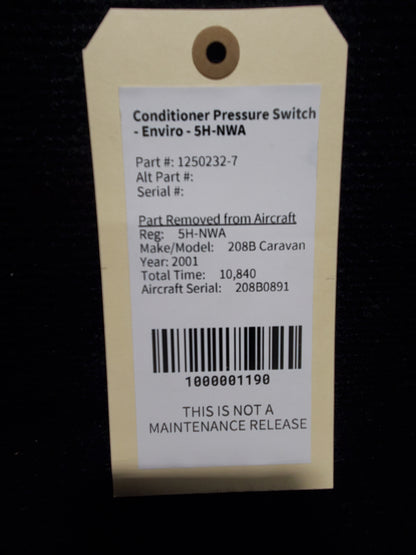 Conditioner Pressure Switch
- Enviro - 5H-NWA
Part #: 1250232-7
Alt Part #:
Serial #:
Part Removed from Aircraft
Reg: 5H-NWA
Make/Model: 208B Caravan
Year: 2001
Total Time: 10,840
Aircraft Serial: 208B0891
1000001190
THIS IS NOT A
MAINTENANCE RELEASE